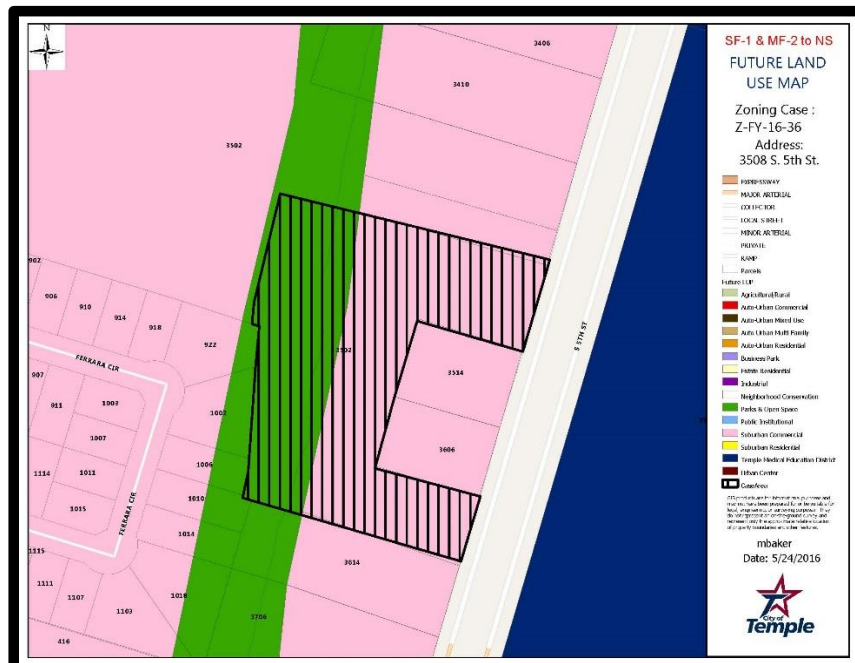 N
SF-1 & MF-2 to NS
FUTURE LAND
USE MAP
Zoning Case :
Z-FY-16-36
Address:
3508 S. 5th St.
EXPRESSWAY
MAJOR ARTERIAL
COLLECTOR
LOCAL STREET
MINOR ARTERIAL
PRIVATE
RAMP
Parcels
Future LUP
Agricultural/Rural
Auto-Urban Commercial
Auto-Urban Mixed Use
Auto Urban Multi Family
Auto-Urban Residential
Business Park
Estate Residential
Industrial
Neighborhood Conservation
Parks & Open Space
Public Institutional
Suburban Commercial
Suburban Residential
Temple Medical Education District
Urban Center
CaseArea
mbaker
Date: 5/24/2016
City of
Temple
3406
3410
3502
902
906
910
914
918
922
FERRARA CIR
907
911
1003
1007
1002
3514
S 5TH ST
3606
1114
1011
1006
1015
1010
FERRARA CIR
1014
1115
3614
1111
1107
1103
1018
3706
416